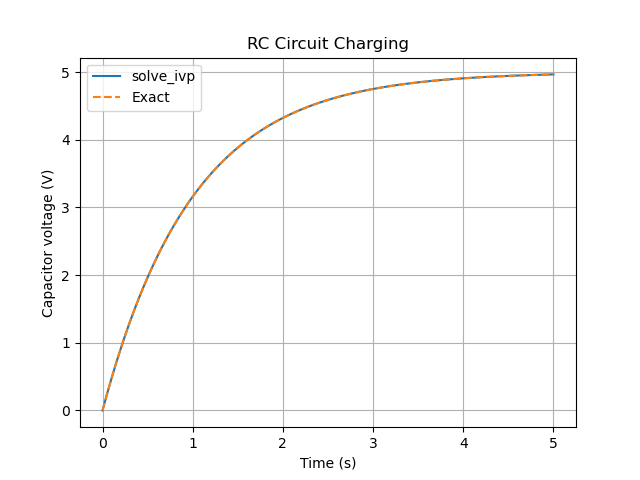 RC Circuit Charging
solve_ivp
Exact
Capacitor voltage (V)
5
4
3
2
1
0
0 1 2 3 4 5
Time (s)